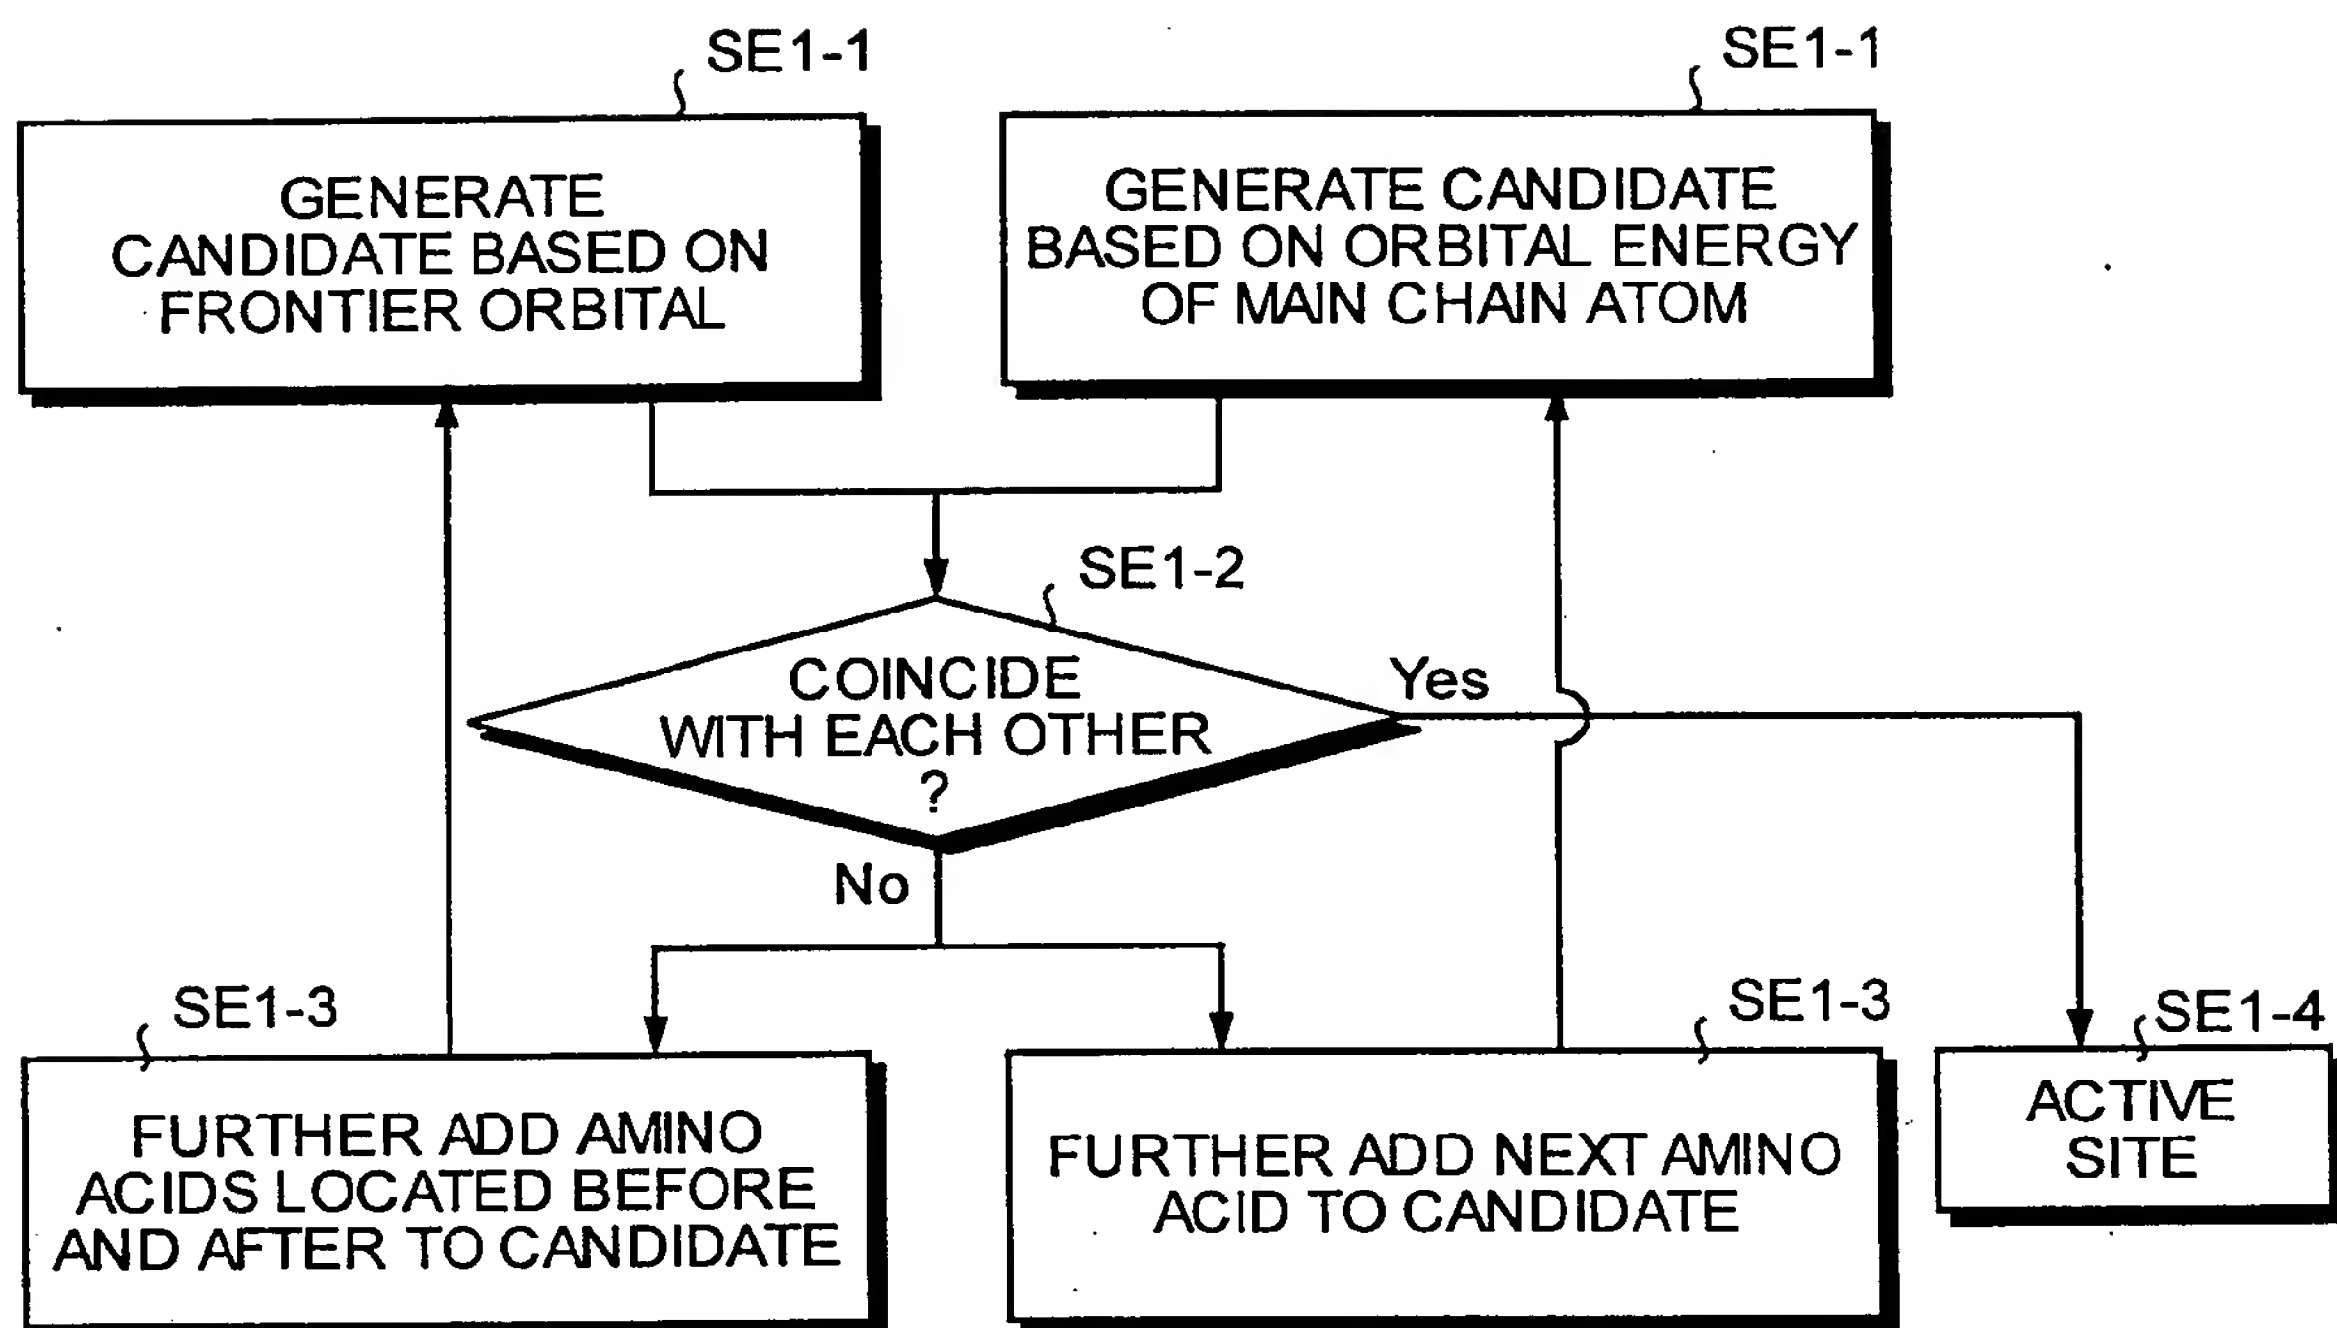 SE1-1
GENERATE
CANDIDATE BASED ON
FRONTIER ORBITAL
SE1-1
GENERATE CANDIDATE
BASED ON ORBITAL ENERGY
OF MAIN CHAIN ATOM
SE1-2
COINCIDE
WITH EACH OTHER
?
Yes
No
SE1-3
FURTHER ADD AMINO
ACIDS LOCATED BEFORE
AND AFTER TO CANDIDATE
SE1-3
FURTHER ADD NEXT AMINO
ACID TO CANDIDATE
SE1-4
ACTIVE
SITE